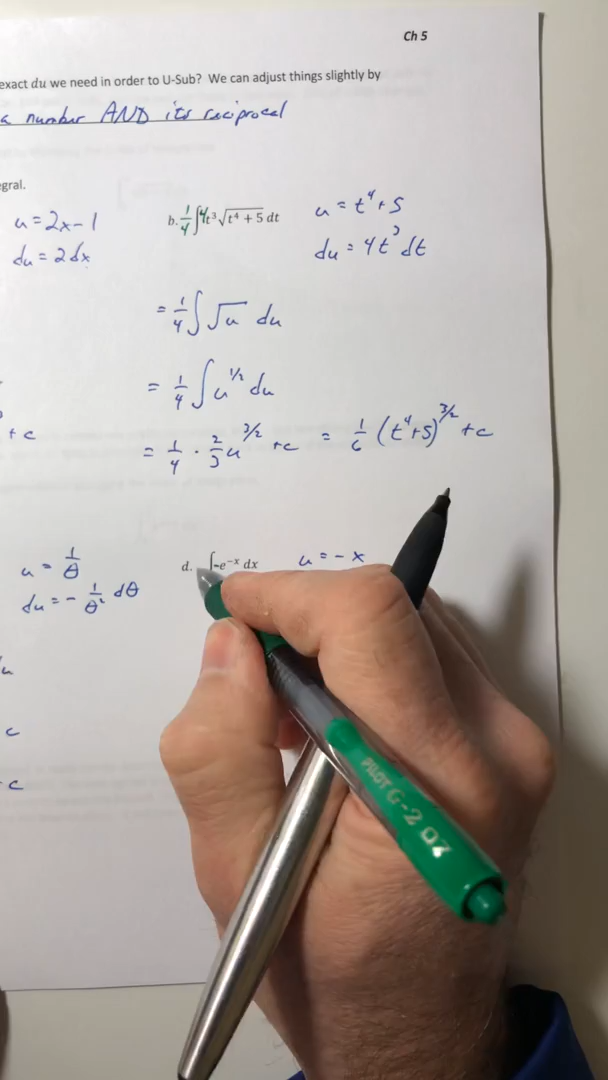 Ch 5
exact du we need in order to U-Sub? We can adjust things slightly by
a number AND its reciprocal
gral.
u = 2x - 1
du = 2dx
b. 1/4 ∫ 4t³ √(t⁴ + 5) dt
u = t⁴ + 5
du = 4t³ dt
= 1/4 ∫ √u du
= 1/4 ∫ u^(1/2) du
+ c
= 1/4 · 2/3 u^(3/2) + c = 1/6 (t⁴+5)^(3/2) + c
u = 1/θ
du = - 1/θ² dθ
d. ∫ -e^(-x) dx
u = - x
u
c
- c
PILOT G-2 07